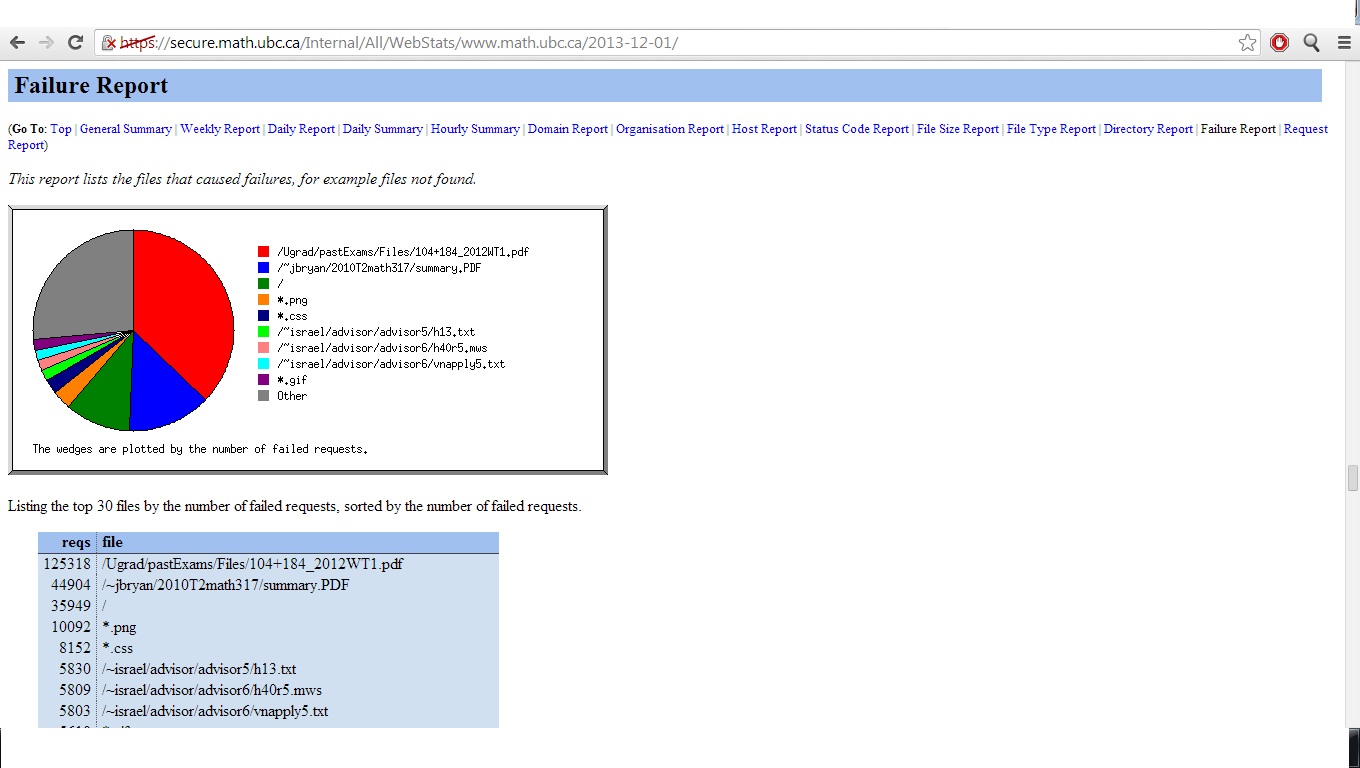 https://secure.math.ubc.ca/Internal/All/WebStats/www.math.ubc.ca/2013-12-01/
Failure Report
(Go To: Top | General Summary | Weekly Report | Daily Report | Daily Summary | Hourly Summary | Domain Report | Organisation Report | Host Report | Status Code Report | File Size Report | File Type Report | Directory Report | Failure Report | Request
Report)
This report lists the files that caused failures, for example files not found.
/Ugrad/pastExams/Files/104+184_2012WT1.pdf
/~jbryan/2010T2math317/summary.PDF
/
*.png
*.css
/~israel/advisor/advisor5/h13.txt
/~israel/advisor/advisor6/h40r5.mws
/~israel/advisor/advisor6/vnapply5.txt
*.gif
Other
The wedges are plotted by the number of failed requests.
Listing the top 30 files by the number of failed requests, sorted by the number of failed requests.
reqs file
125318 /Ugrad/pastExams/Files/104+184_2012WT1.pdf
44904 /~jbryan/2010T2math317/summary.PDF
35949 /
10092 *.png
8152 *.css
5830 /~israel/advisor/advisor5/h13.txt
5809 /~israel/advisor/advisor6/h40r5.mws
5803 /~israel/advisor/advisor6/vnapply5.txt